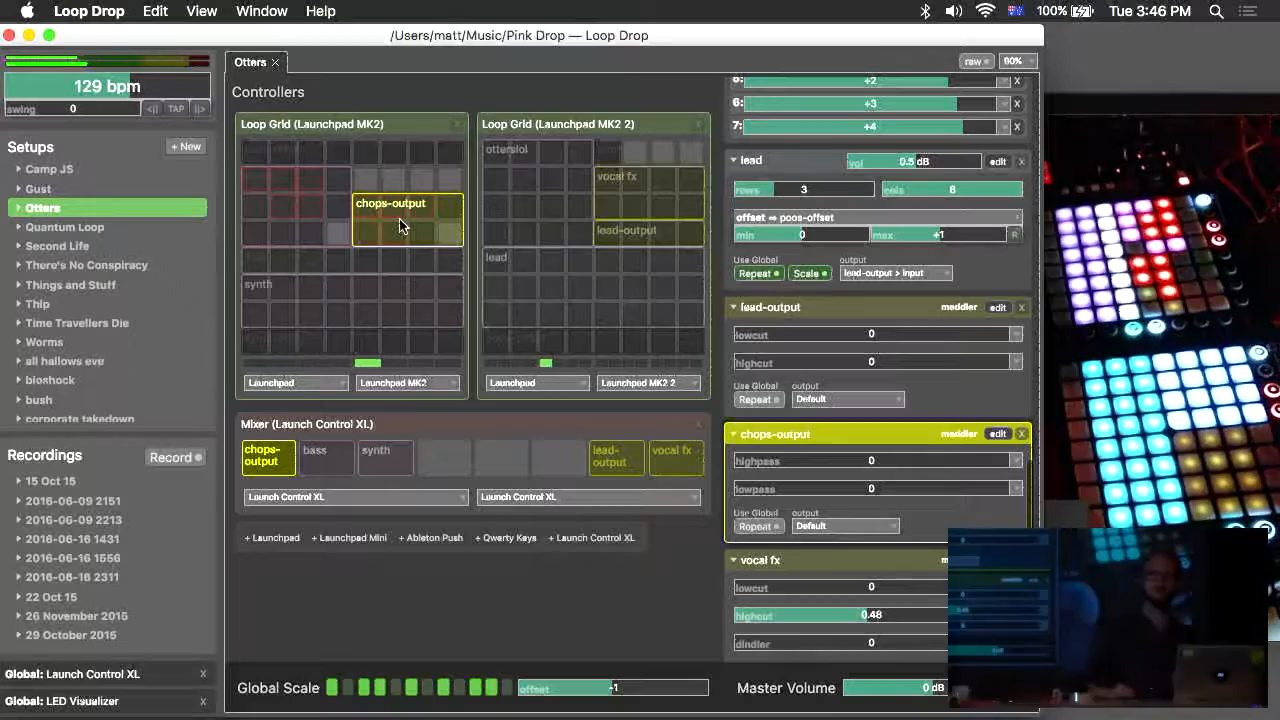 Loop Drop Edit View Window Help
100% Tue 3:46 PM
/Users/matt/Music/Pink Drop — Loop Drop
129 bpm
swing 0 TAP
Setups + New
Camp JS
Gust
Otters
Quantum Loop
Second Life
There's No Conspiracy
Things and Stuff
Thip
Time Travellers Die
Worms
all hallows eve
bioshock
bush
corporate takedown
Recordings Record
15 Oct 15
2016-06-09 2151
2016-06-09 2213
2016-06-16 1431
2016-06-16 1556
2016-06-16 2311
22 Oct 15
26 November 2015
29 October 2015
Global: Launch Control XL X
Global: LED Visualizer X
Otters
raw 90%
Controllers
Loop Grid (Launchpad MK2)
chops-output
synth
Launchpad Launchpad MK2
Loop Grid (Launchpad MK2 2)
otterslol
vocal fx
lead-output
lead
Launchpad Launchpad MK2 2
Mixer (Launch Control XL)
chops-output bass synth lead-output vocal fx
Launch Control XL Launch Control XL
+ Launchpad + Launchpad Mini + Ableton Push + Qwerty Keys + Launch Control XL
+2 X
6: +3 X
7: +4 X
lead vol 0.5 dB edit X
rows 3 cols 8
offset ⇔ poos-offset
min 0 max +1 R
Use Global output
Repeat Scale lead-output > input
lead-output meddler edit X
lowcut 0
highcut 0
Use Global output
Repeat Default
chops-output meddler edit X
highpass 0
lowpass 0
Use Global output
Repeat Default
vocal fx
lowcut 0
highcut 0.48
dindler 0
Global Scale offset -1
Master Volume 0 dB